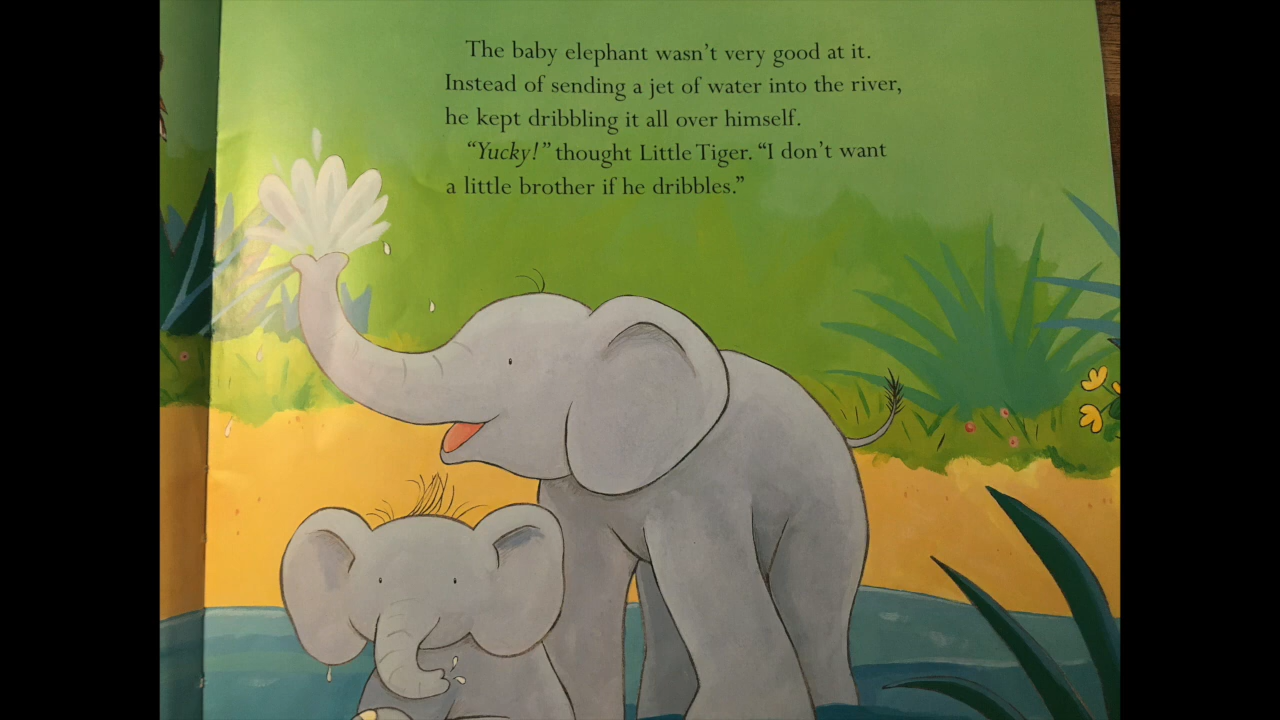 The baby elephant wasn't very good at it.
Instead of sending a jet of water into the river,
he kept dribbling it all over himself.
"Yucky!" thought Little Tiger. "I don't want
a little brother if he dribbles."